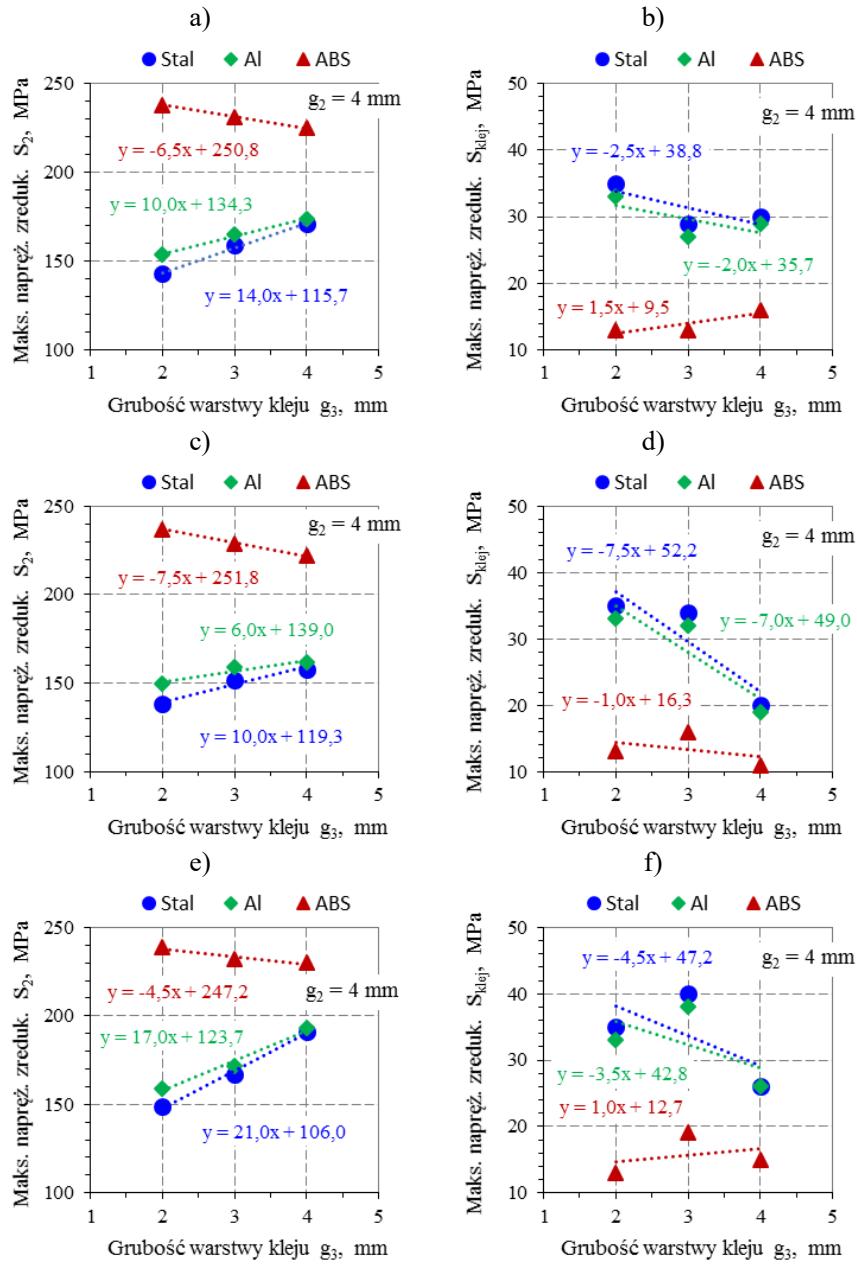 a)
Stal Al ABS
Maks. napręż. zreduk. S2, MPa
250
200
150
100
g2 = 4 mm
y = -6,5x + 250,8
y = 10,0x + 134,3
y = 14,0x + 115,7
1 2 3 4 5
Grubość warstwy kleju g3, mm
b)
Stal Al ABS
Maks. napręż. zreduk. Sklej, MPa
50
40
30
20
10
g2 = 4 mm
y = -2,5x + 38,8
y = -2,0x + 35,7
y = 1,5x + 9,5
1 2 3 4 5
Grubość warstwy kleju g3, mm
c)
Stal Al ABS
Maks. napręż. zreduk. S2, MPa
250
200
150
100
g2 = 4 mm
y = -7,5x + 251,8
y = 6,0x + 139,0
y = 10,0x + 119,3
1 2 3 4 5
Grubość warstwy kleju g3, mm
d)
Stal Al ABS
Maks. napręż. zreduk. Sklej, MPa
50
40
30
20
10
g2 = 4 mm
y = -7,5x + 52,2
y = -7,0x + 49,0
y = -1,0x + 16,3
1 2 3 4 5
Grubość warstwy kleju g3, mm
e)
Stal Al ABS
Maks. napręż. zreduk. S2, MPa
250
200
150
100
y = -4,5x + 247,2
g2 = 4 mm
y = 17,0x + 123,7
y = 21,0x + 106,0
1 2 3 4 5
Grubość warstwy kleju g3, mm
f)
Stal Al ABS
Maks. napręż. zreduk. Sklej, MPa
50
40
30
20
10
y = -4,5x + 47,2
g2 = 4 mm
y = -3,5x + 42,8
y = 1,0x + 12,7
1 2 3 4 5
Grubość warstwy kleju g3, mm